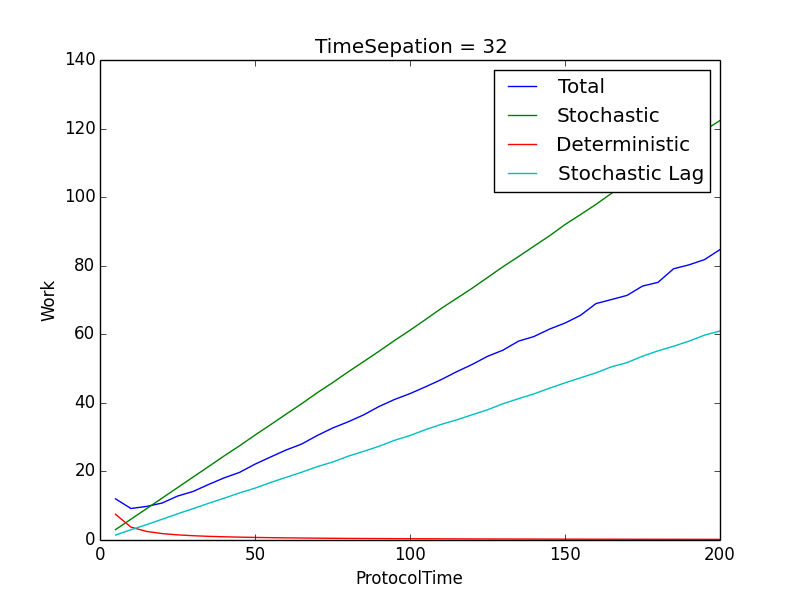 TimeSepation = 32
Total
Stochastic
Deterministic
Stochastic Lag
140
120
100
80
60
40
20
0
Work
0 50 100 150 200
ProtocolTime